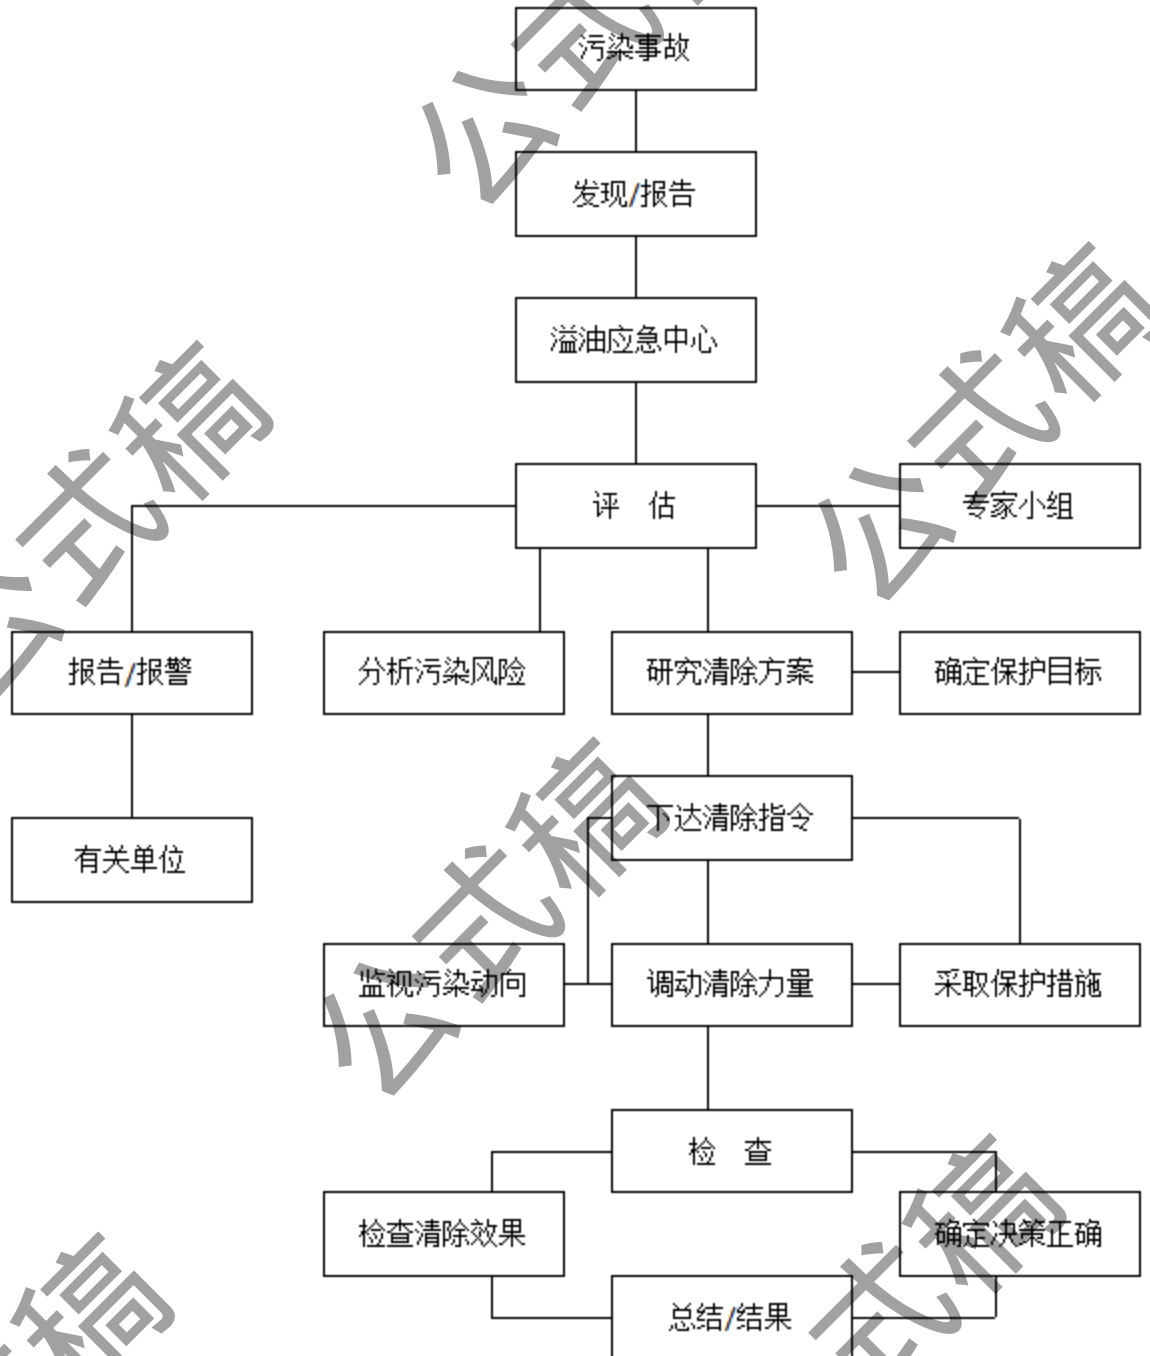 污染事故
发现/报告
溢油应急中心
评 估
专家小组
报告/报警
分析污染风险
研究清除方案
确定保护目标
下达清除指令
有关单位
监视污染动向
调动清除力量
采取保护措施
检 查
检查清除效果
确定决策正确
总结/结果
公式稿
公式稿
公式稿
公式稿
公式稿
稿